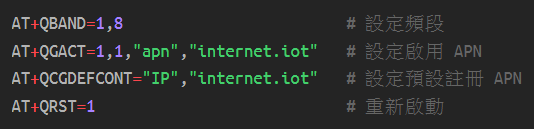 AT+QBAND=1,8 # 設定頻段
AT+QGACT=1,1,"apn","internet.iot" # 設定啟用 APN
AT+QCGDEFCONT="IP","internet.iot" # 設定預設註冊 APN
AT+QRST=1 # 重新啟動